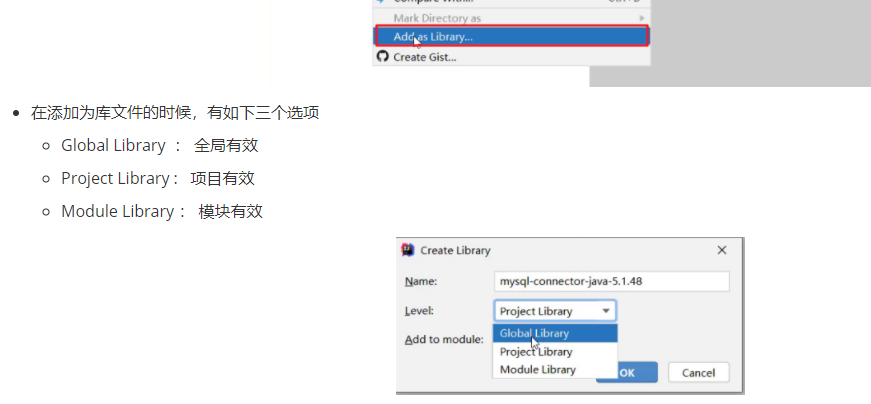 Mark Directory as
Add as Library...
Create Gist...
在添加为库文件的时候，有如下三个选项
Global Library ： 全局有效
Project Library： 项目有效
Module Library ： 模块有效
Create Library
Name: mysql-connector-java-5.1.48
Level: Project Library
Global Library
Add to module:
Project Library
Module Library
OK Cancel